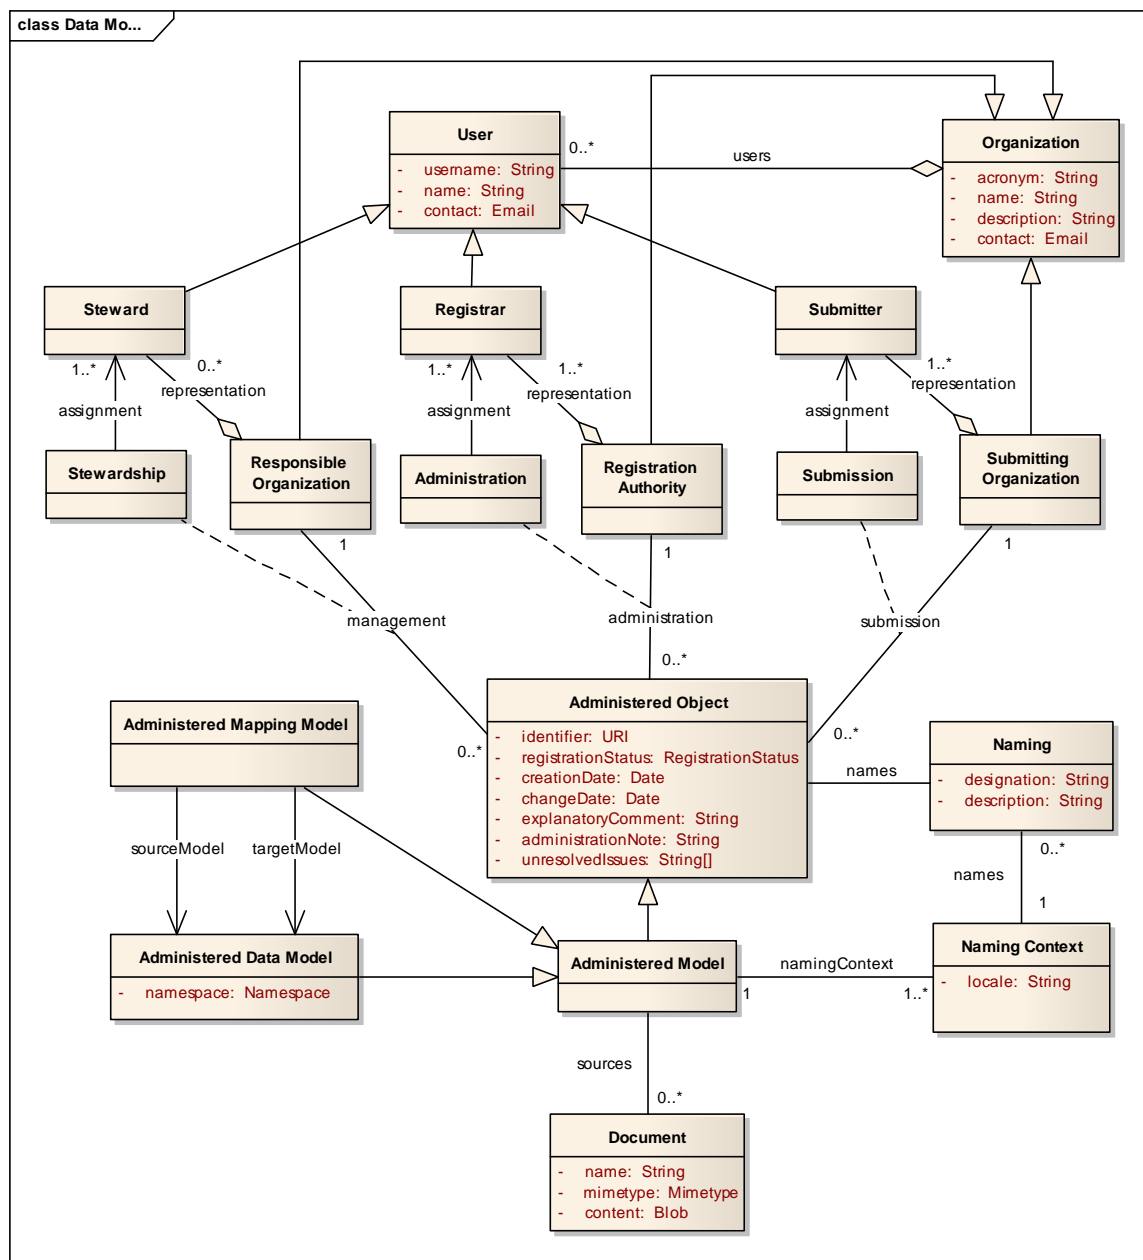 class Data Mo...
User
- username: String
- name: String
- contact: Email
0..*
users
Organization
- acronym: String
- name: String
- description: String
- contact: Email
Steward
Registrar
Submitter
1..*
0..*
representation
assignment
1..*
1..*
representation
assignment
1..*
representation
assignment
Stewardship
Responsible
Organization
Administration
Registration
Authority
Submission
Submitting
Organization
1
1
1
management
administration
submission
0..*
0..*
0..*
Administered Object
- identifier: URI
- registrationStatus: RegistrationStatus
- creationDate: Date
- changeDate: Date
- explanatoryComment: String
- administrationNote: String
- unresolvedIssues: String[]
Administered Mapping Model
names
Naming
- designation: String
- description: String
sourceModel
targetModel
0..*
names
1
Administered Data Model
- namespace: Namespace
Administered Model
namingContext
1
1..*
Naming Context
- locale: String
sources
0..*
Document
- name: String
- mimetype: Mimetype
- content: Blob